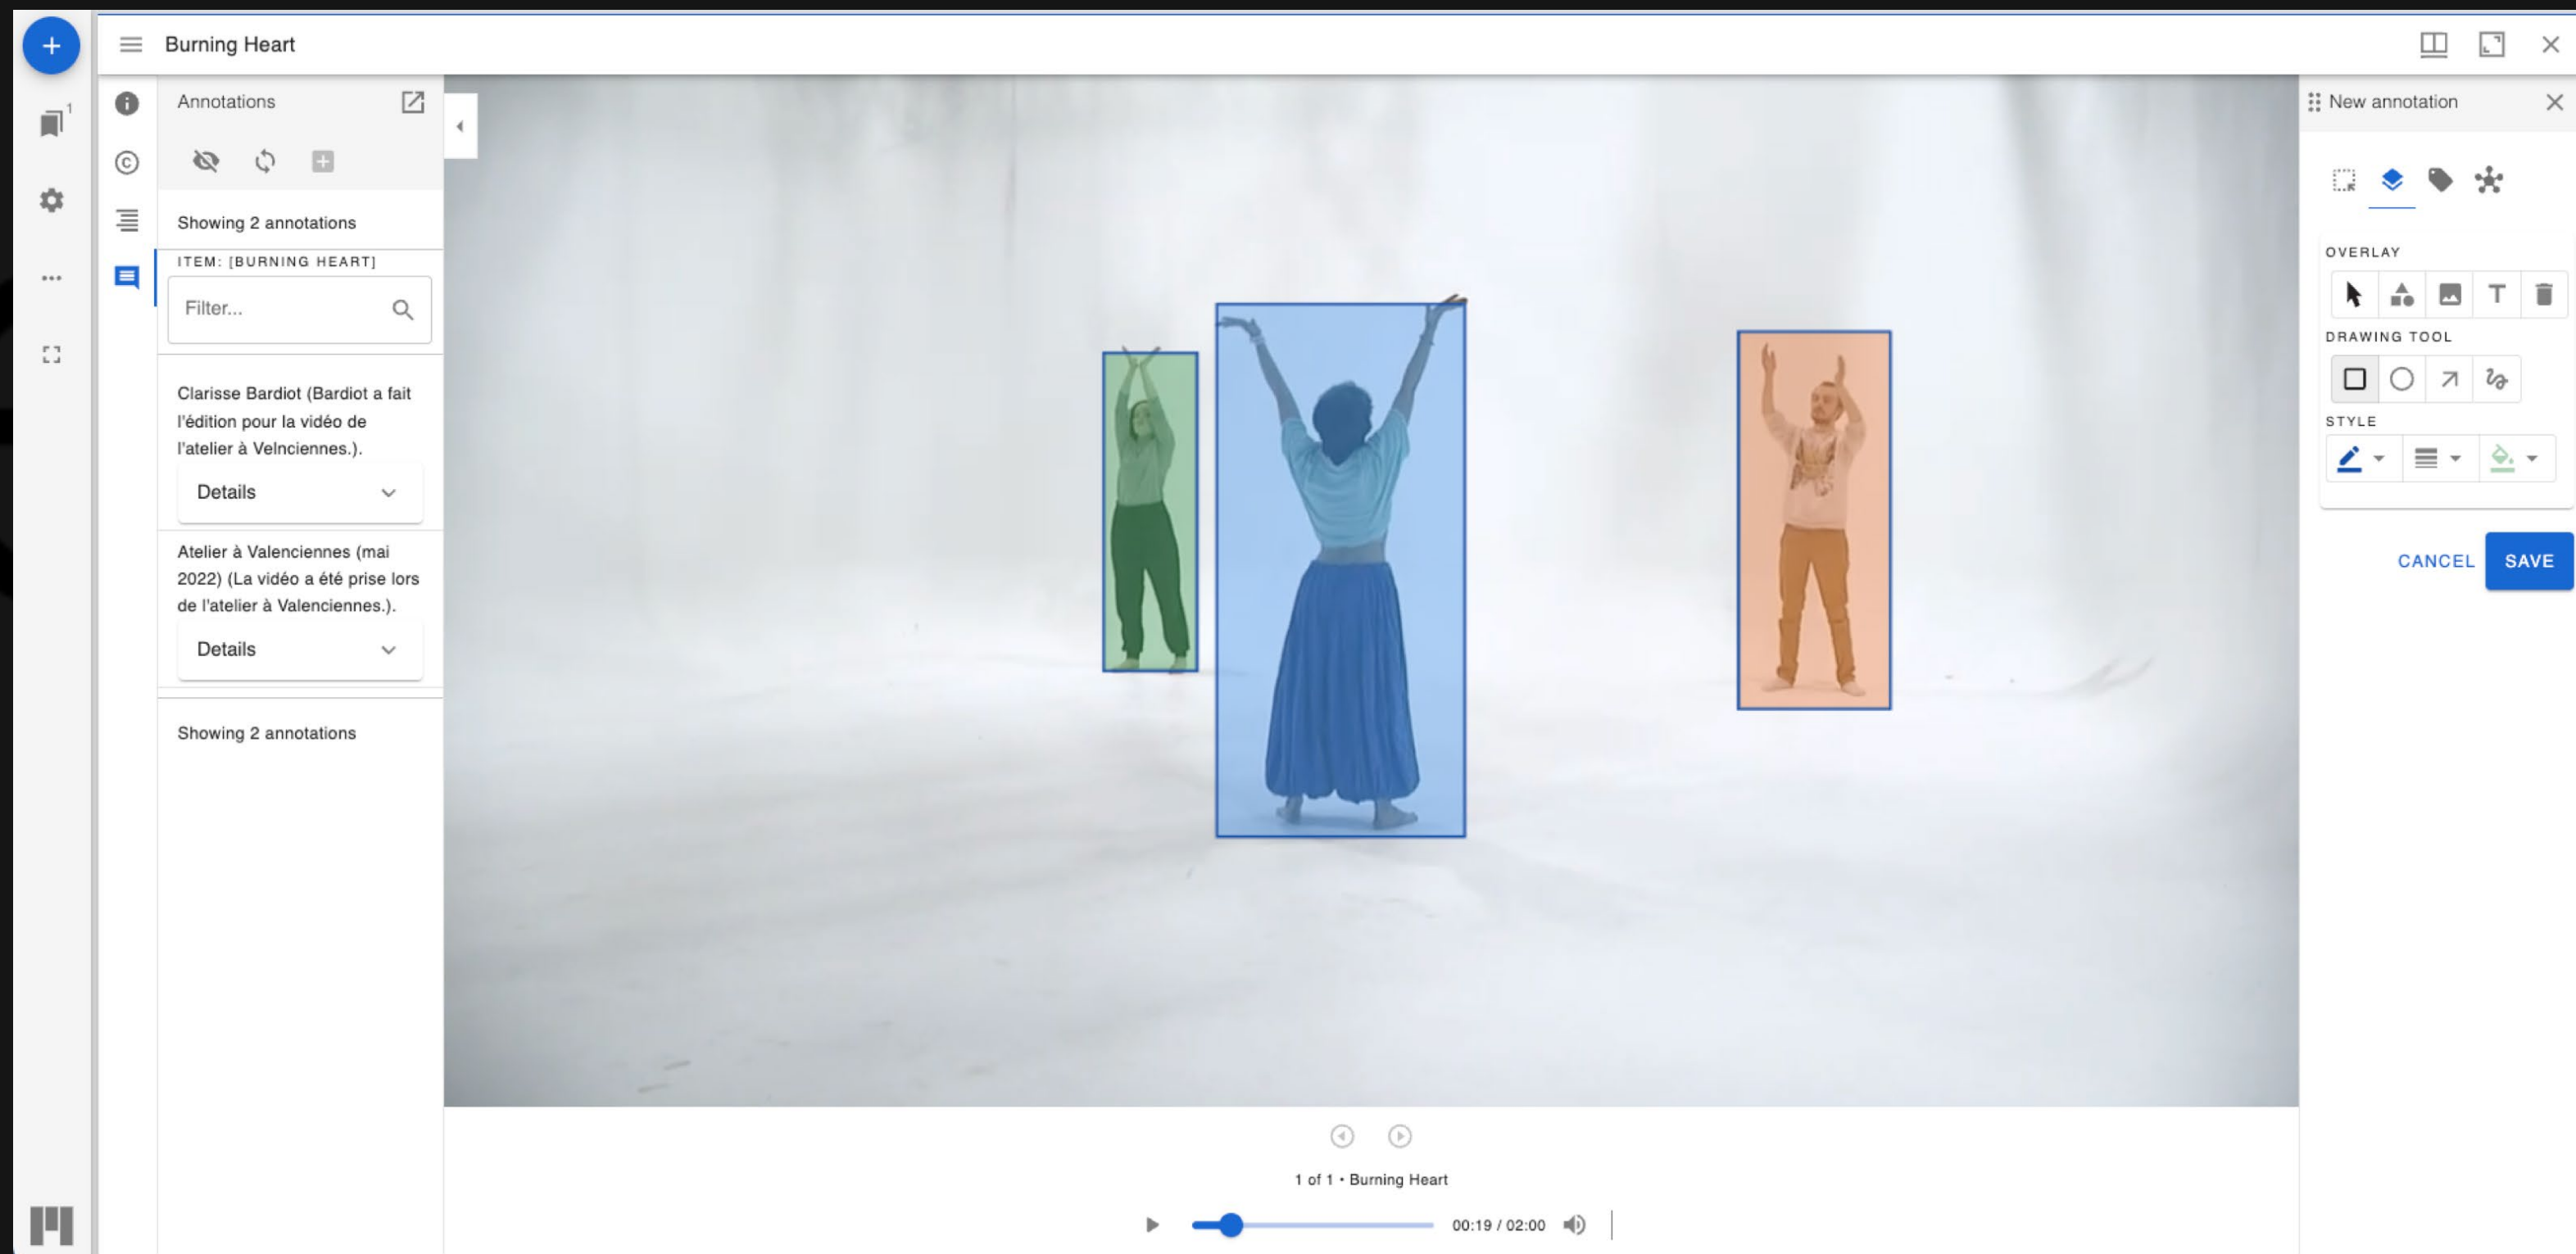 Burning Heart
1
Annotations
Showing 2 annotations
ITEM: [BURNING HEART]
Filter...
Clarisse Bardiot (Bardiot a fait
l'édition pour la vidéo de
l'atelier à Velnciennes.).
Details
Atelier à Valenciennes (mai
2022) (La vidéo a été prise lors
de l'atelier à Valenciennes.).
Details
Showing 2 annotations
1 of 1 • Burning Heart
00:19 / 02:00
New annotation
OVERLAY
T
DRAWING TOOL
STYLE
CANCEL SAVE